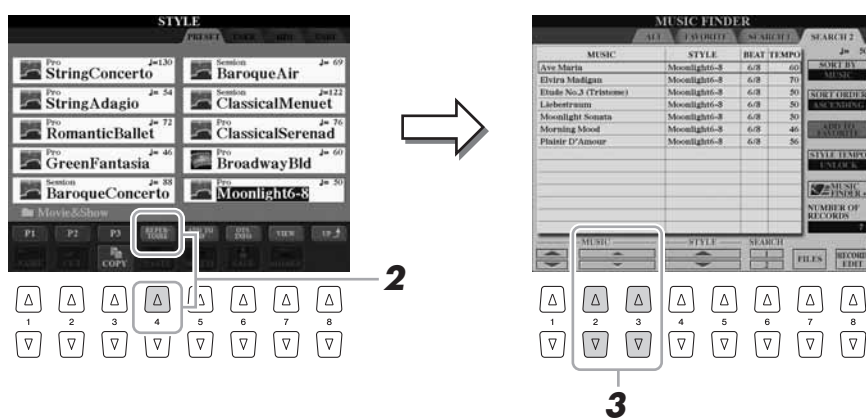 STYLE
PRESET USER
Pro ♩=130 StringConcerto
Session ♩= 69 BaroqueAir
Pro ♩= 54 StringAdagio
Session ♩=122 ClassicalMenuet
Pro ♩= 72 RomanticBallet
Pro ♩= 76 ClassicalSerenad
Pro ♩= 46 GreenFantasia
Pro ♩= 60 BroadwayBld
Session ♩= 88 BaroqueConcerto
Pro ♩= 50 Moonlight6-8
Movie&Show
P1 P2 P3 REPER-TOIRE OTS INFO VIEW UP
COPY
1 2 3 4 5 6 7 8
2
MUSIC FINDER
ALL FAVORITE SEARCH 1 SEARCH 2
MUSIC STYLE BEAT TEMPO
Ave Maria Moonlight6-8 6/8 60
Elvira Madigan Moonlight6-8 6/8 70
Etude No.3 (Tristesse) Moonlight6-8 6/8 50
Liebestraum Moonlight6-8 6/8 50
Moonlight Sonata Moonlight6-8 6/8 50
Morning Mood Moonlight6-8 6/8 46
Plaisir D'Amour Moonlight6-8 6/8 56
SORT BY
MUSIC
SORT ORDER
ASCENDING
ADD TO
FAVORITE
STYLE TEMPO
UNLOCK
MUSIC
FINDER
NUMBER OF
RECORDS
7
MUSIC STYLE SEARCH
1
2
FILES
RECORD
EDIT
1 2 3 4 5 6 7 8
3